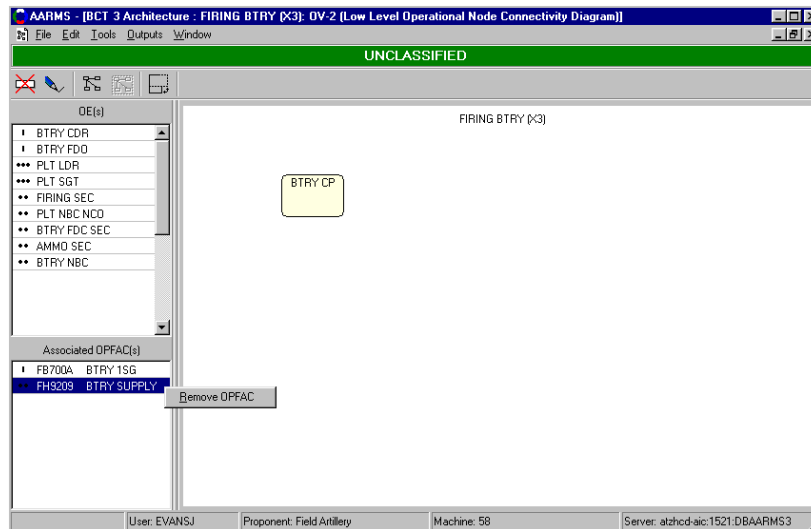 AARMS - [BCT 3 Architecture : FIRING BTRY (X3): OV-2 (Low Level Operational Node Connectivity Diagram)]
File Edit Tools Outputs Window
UNCLASSIFIED
OE(s)
BTRY CDR
BTRY FDO
PLT LDR
PLT SGT
FIRING SEC
PLT NBC NCO
BTRY FDC SEC
AMMO SEC
BTRY NBC
FIRING BTRY (X3)
BTRY CP
Associated OPFAC(s)
FB700A BTRY 1SG
FH9209 BTRY SUPPLY
Remove OPFAC
User: EVANSJ Proponent: Field Artillery Machine: 58 Server: atzhcd-aic:1521:DBAARMS3